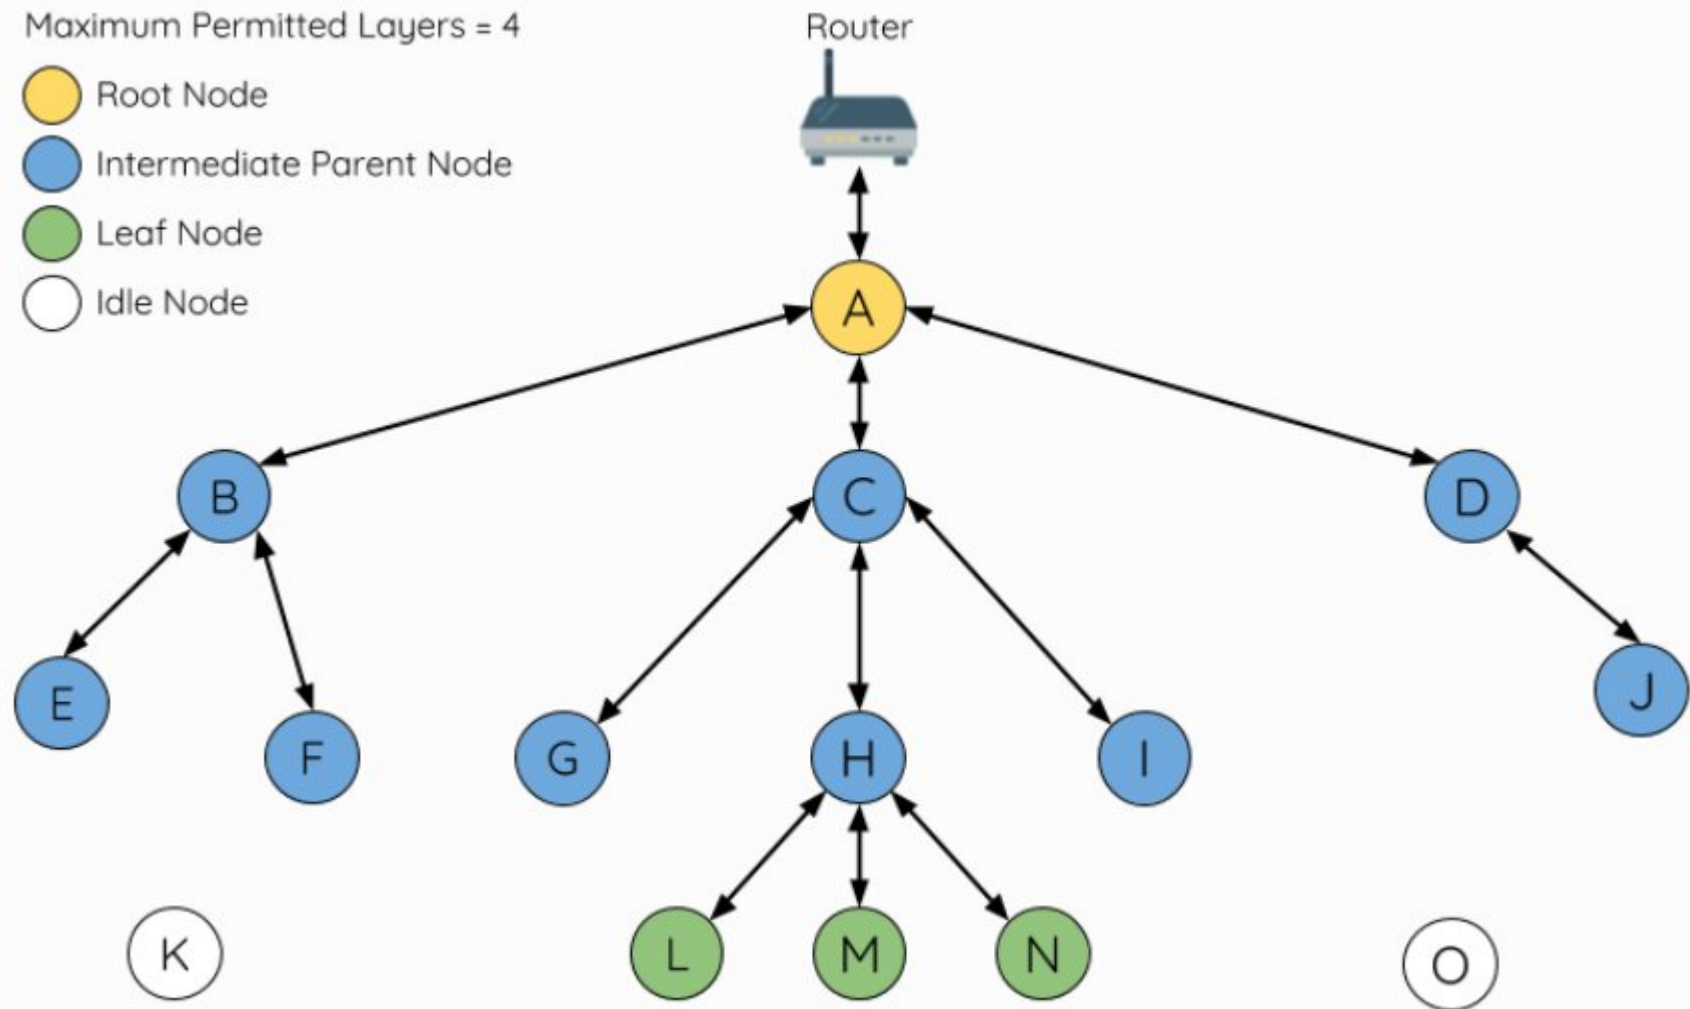 Maximum Permitted Layers = 4
Router
Root Node
Intermediate Parent Node
Leaf Node
Idle Node
A
B
C
D
E
F
G
H
I
J
K
L
M
N
O